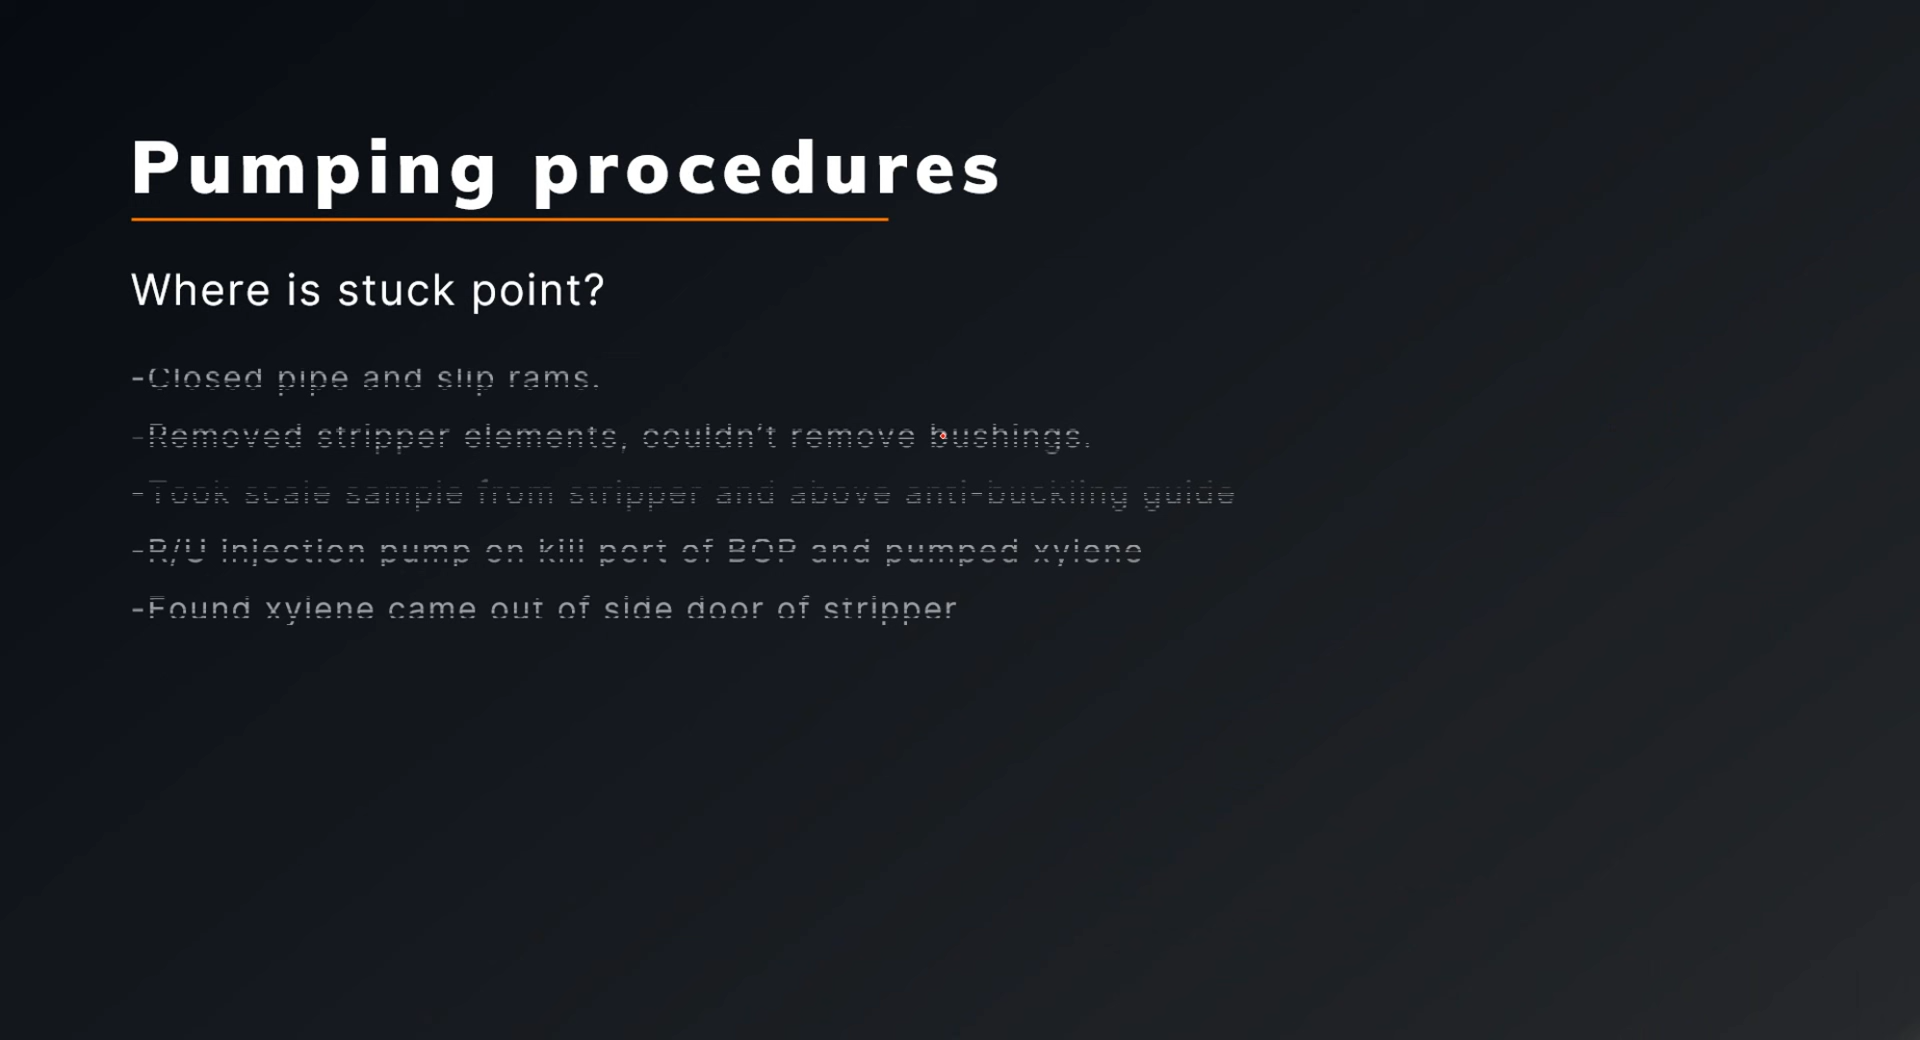 Pumping procedures
Where is stuck point?
-Closed pipe and slip rams.
-Removed stripper elements, couldn’t remove bushings.
-Took scale sample from stripper and above anti-buckling guide
-R/U injection pump on kill port of BOP and pumped xylene
-Found xylene came out of side door of stripper